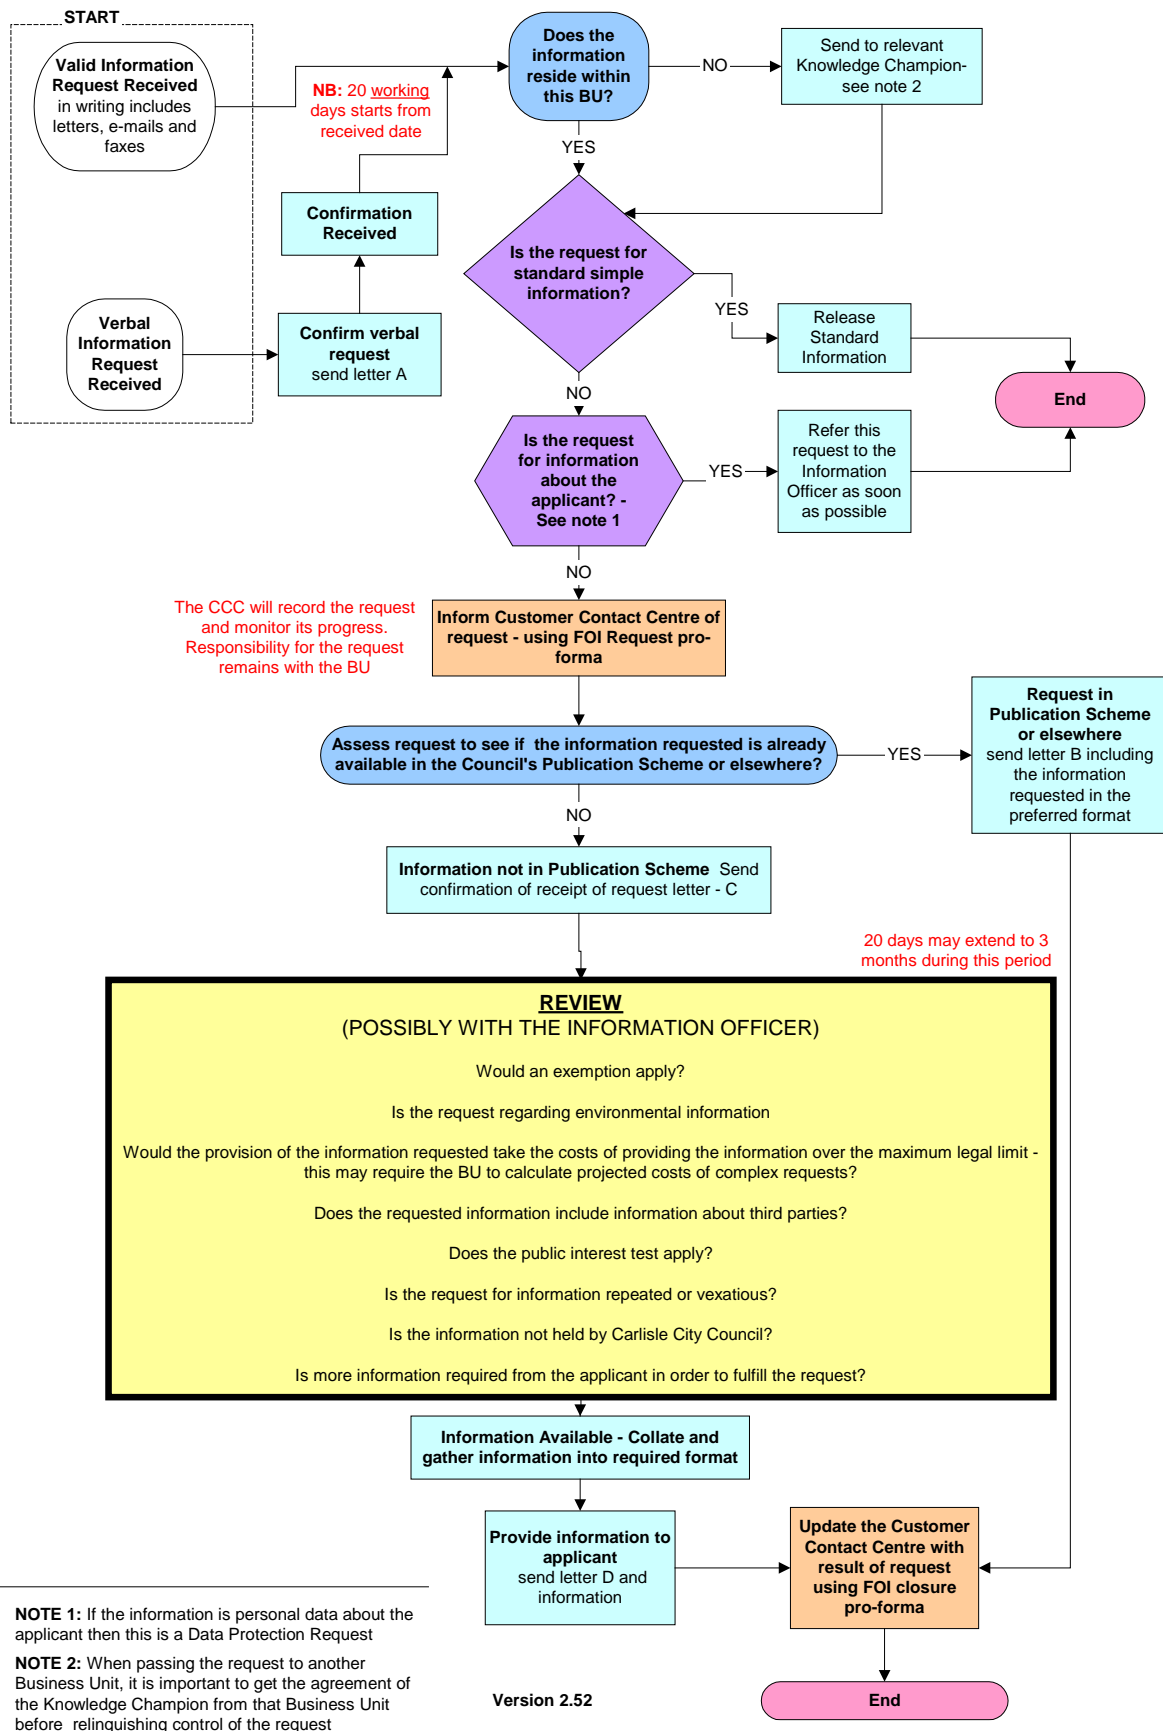 START
Valid Information
Request Received
in writing includes
letters, e-mails and
faxes
NB: 20 working
days starts from
received date
Does the
information
reside within
this BU?
NO
Send to relevant
Knowledge Champion-
see note 2
YES
Confirmation
Received
Is the request for
standard simple
information?
YES
Release
Standard
Information
Verbal
Information
Request
Received
Confirm verbal
request
send letter A
End
NO
Is the request
for information
about the
applicant? -
See note 1
YES
Refer this
request to the
Information
Officer as soon
as possible
NO
The CCC will record the request
and monitor its progress.
Responsibility for the request
remains with the BU
Inform Customer Contact Centre of
request - using FOI Request pro-
forma
Assess request to see if the information requested is already
available in the Council's Publication Scheme or elsewhere?
YES
Request in
Publication Scheme
or elsewhere
send letter B including
the information
requested in the
preferred format
NO
Information not in Publication Scheme Send
confirmation of receipt of request letter - C
20 days may extend to 3
months during this period
REVIEW
(POSSIBLY WITH THE INFORMATION OFFICER)
Would an exemption apply?
Is the request regarding environmental information
Would the provision of the information requested take the costs of providing the information over the maximum legal limit -
this may require the BU to calculate projected costs of complex requests?
Does the requested information include information about third parties?
Does the public interest test apply?
Is the request for information repeated or vexatious?
Is the information not held by Carlisle City Council?
Is more information required from the applicant in order to fulfill the request?
Information Available - Collate and
gather information into required format
Provide information to
applicant
send letter D and
information
Update the Customer
Contact Centre with
result of request
using FOI closure
pro-forma
NOTE 1: If the information is personal data about the
applicant then this is a Data Protection Request
NOTE 2: When passing the request to another
Business Unit, it is important to get the agreement of
the Knowledge Champion from that Business Unit
before relinquishing control of the request
Version 2.52
End